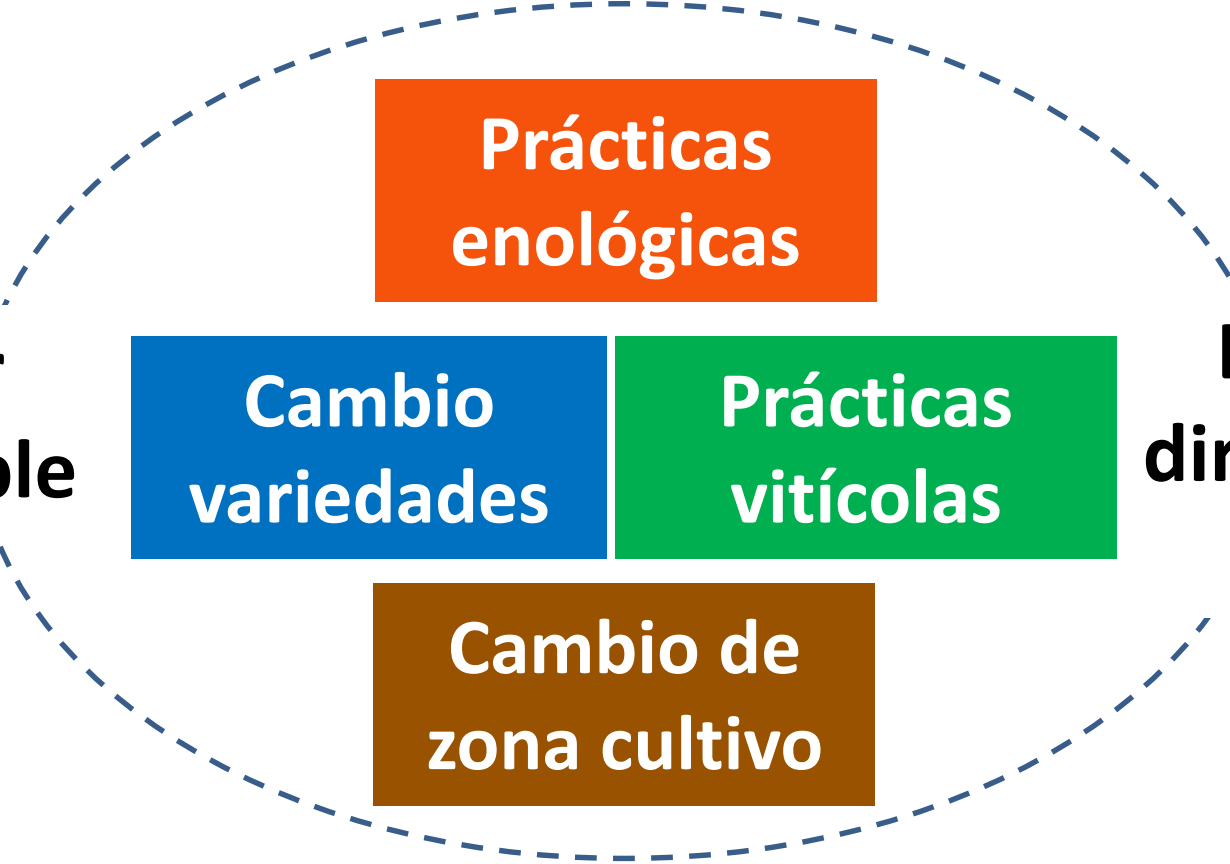 Prácticas
enológicas
Cambio
variedades
Prácticas
vitícolas
Cambio de
zona cultivo